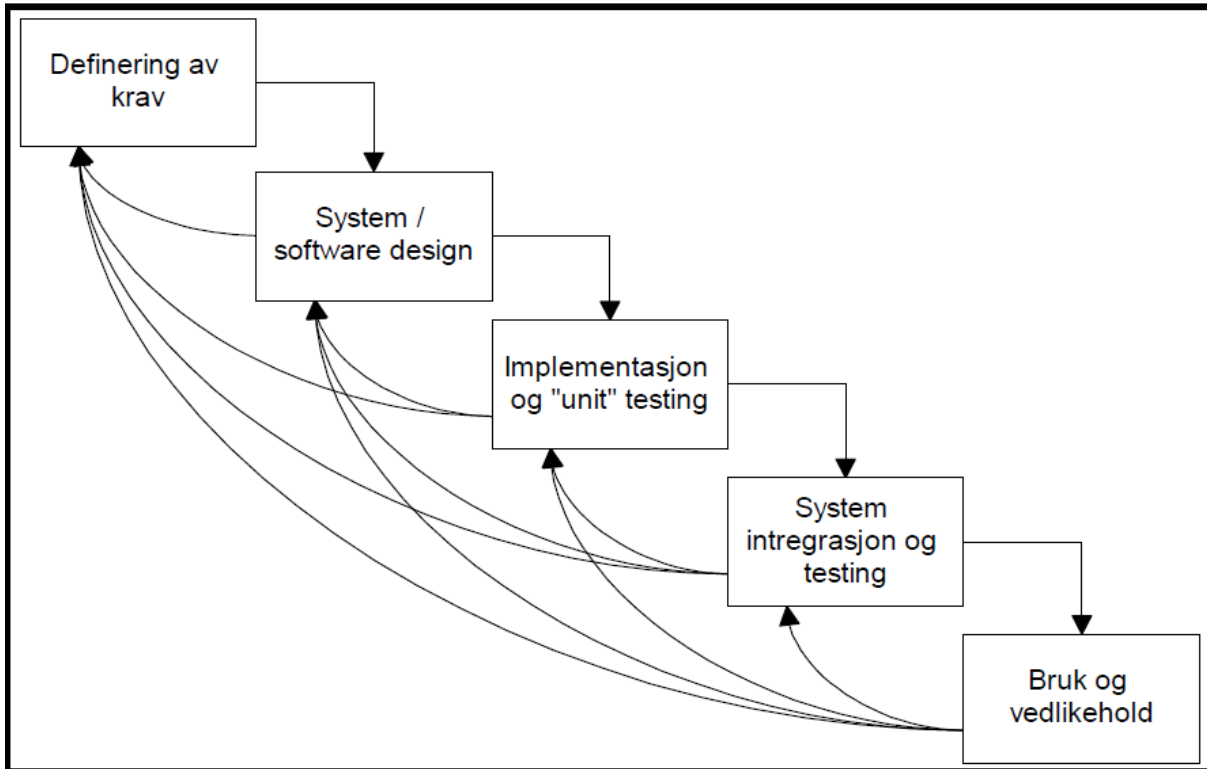 Definering av
krav
System /
software design
Implementasjon
og "unit" testing
System
intregrasjon og
testing
Bruk og
vedlikehold